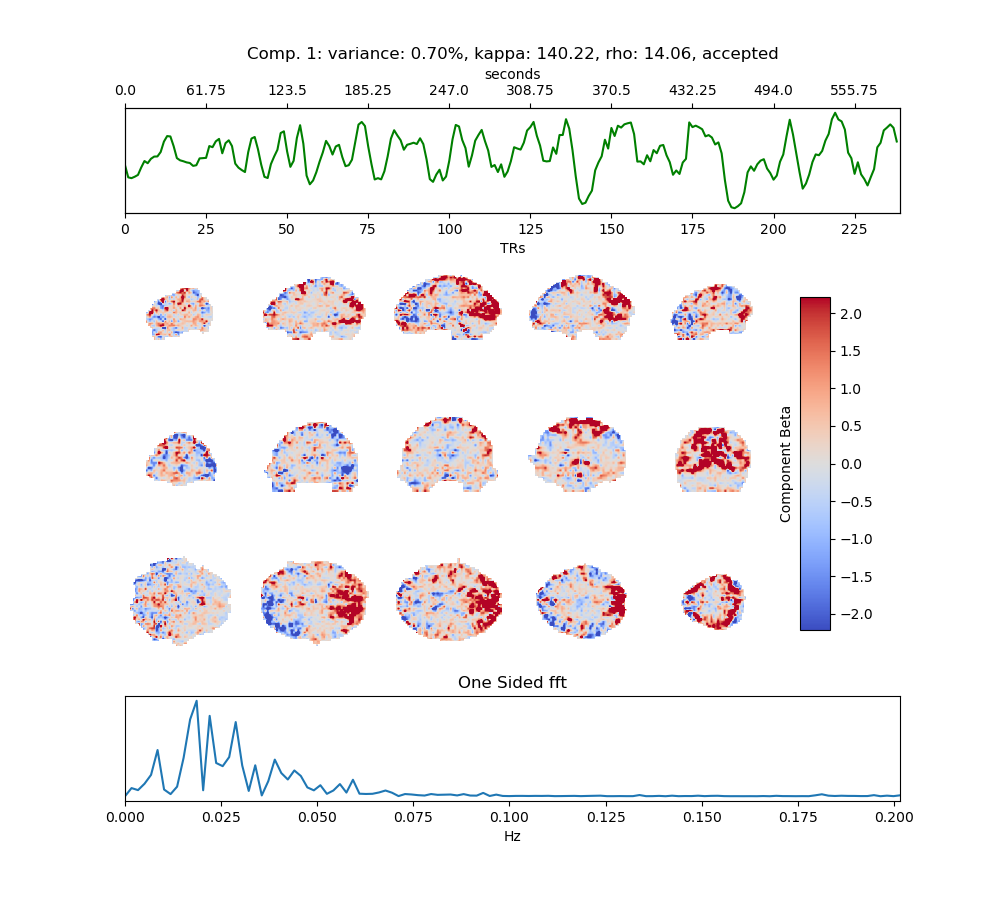 Comp. 1: variance: 0.70%, kappa: 140.22, rho: 14.06, accepted
seconds
0.0 61.75 123.5 185.25 247.0 308.75 370.5 432.25 494.0 555.75
0 25 50 75 100 125 150 175 200 225
TRs
2.0
1.5
1.0
0.5
0.0
−0.5
−1.0
−1.5
−2.0
Component Beta
One Sided fft
0.000 0.025 0.050 0.075 0.100 0.125 0.150 0.175 0.200
Hz